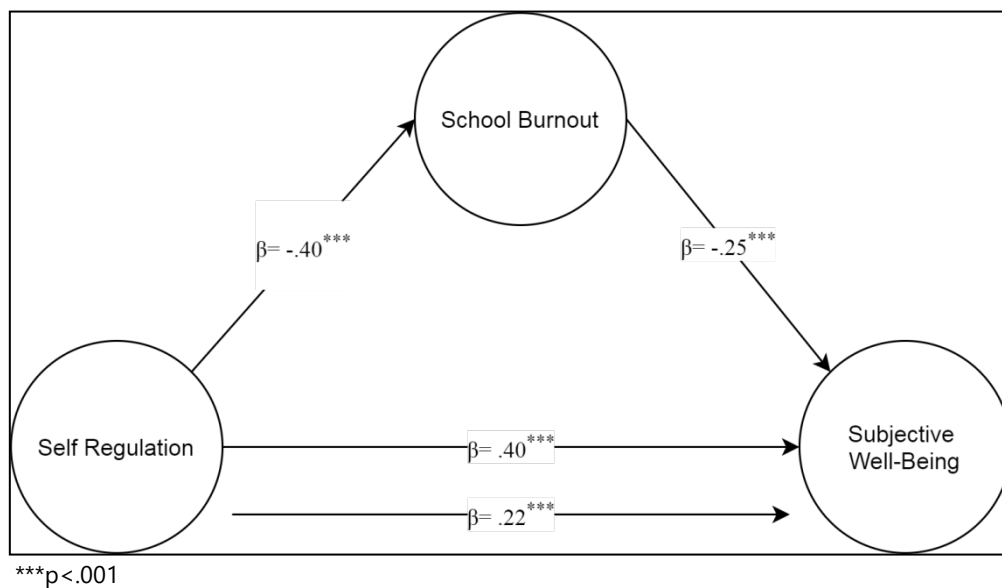 School Burnout
β= -.40***
β= -.25***
Self Regulation
β= .40***
Subjective
Well-Being
β= .22***
***p<.001